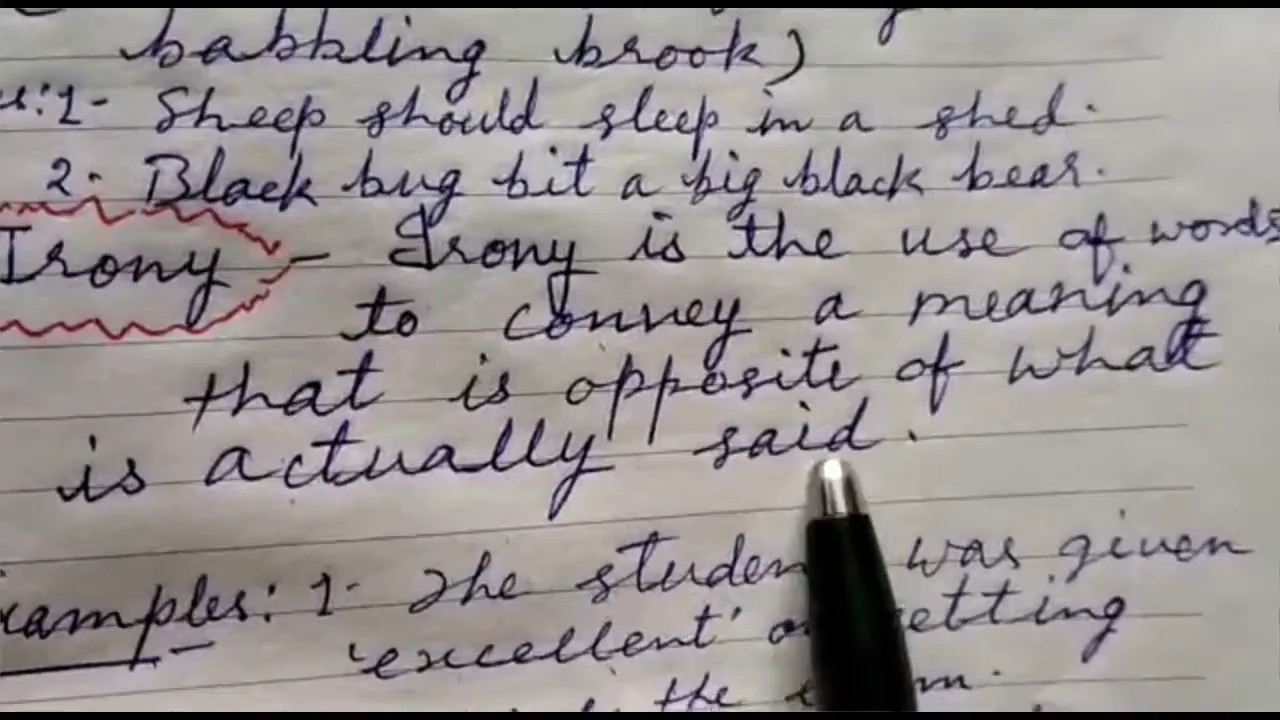 babbling brook)
:1- Sheep should sleep in a shed.
2. Black bug bit a big black bear.
Irony - Irony is the use of words
to convey a meaning
that is opposite of what
is actually said.
xamples: 1- The studen was given
'excellent' o etting
the